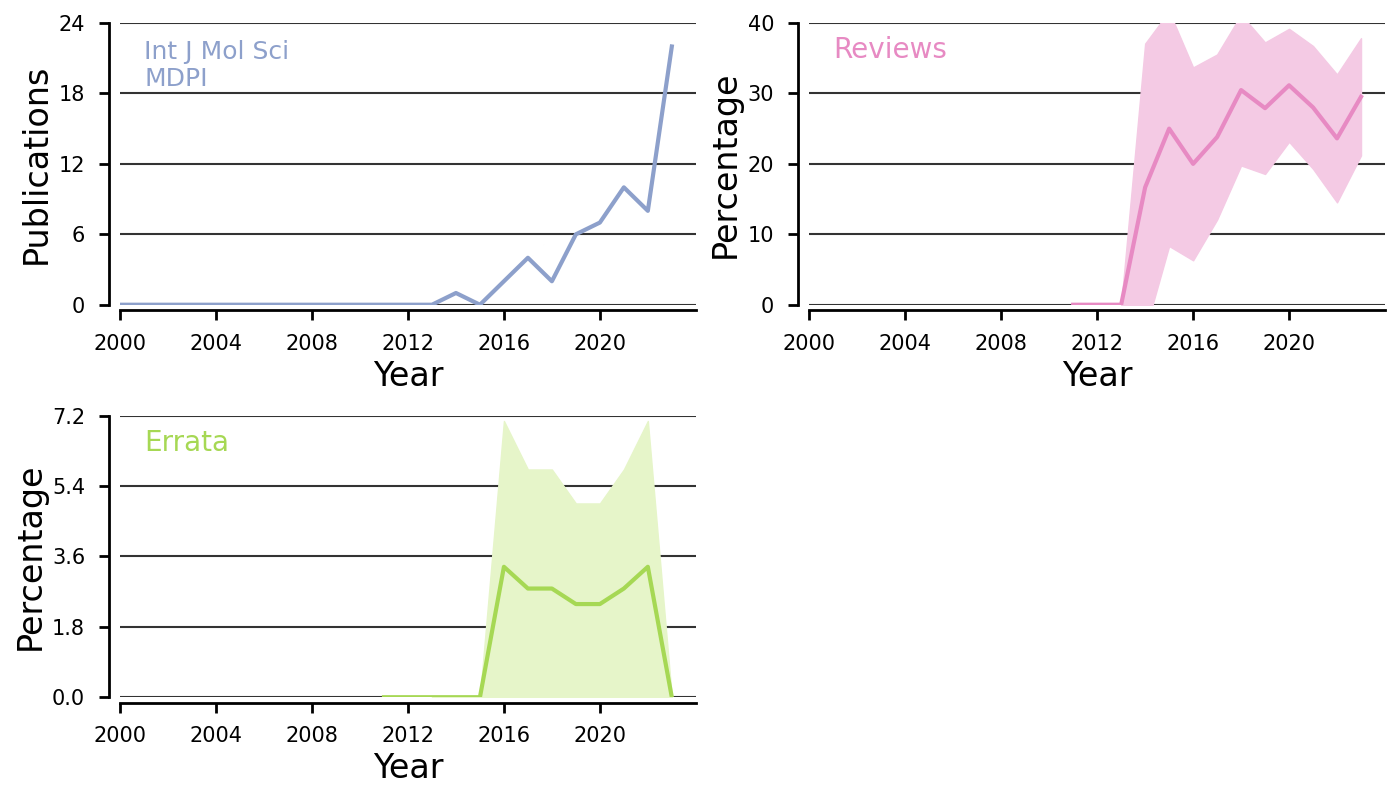 24
18
12
6
0
Publications
Int J Mol Sci
MDPI
2000 2004 2008 2012 2016 2020
Year
40
30
20
10
0
Percentage
Reviews
2000 2004 2008 2012 2016 2020
Year
7.2
5.4
3.6
1.8
0.0
Percentage
Errata
2000 2004 2008 2012 2016 2020
Year